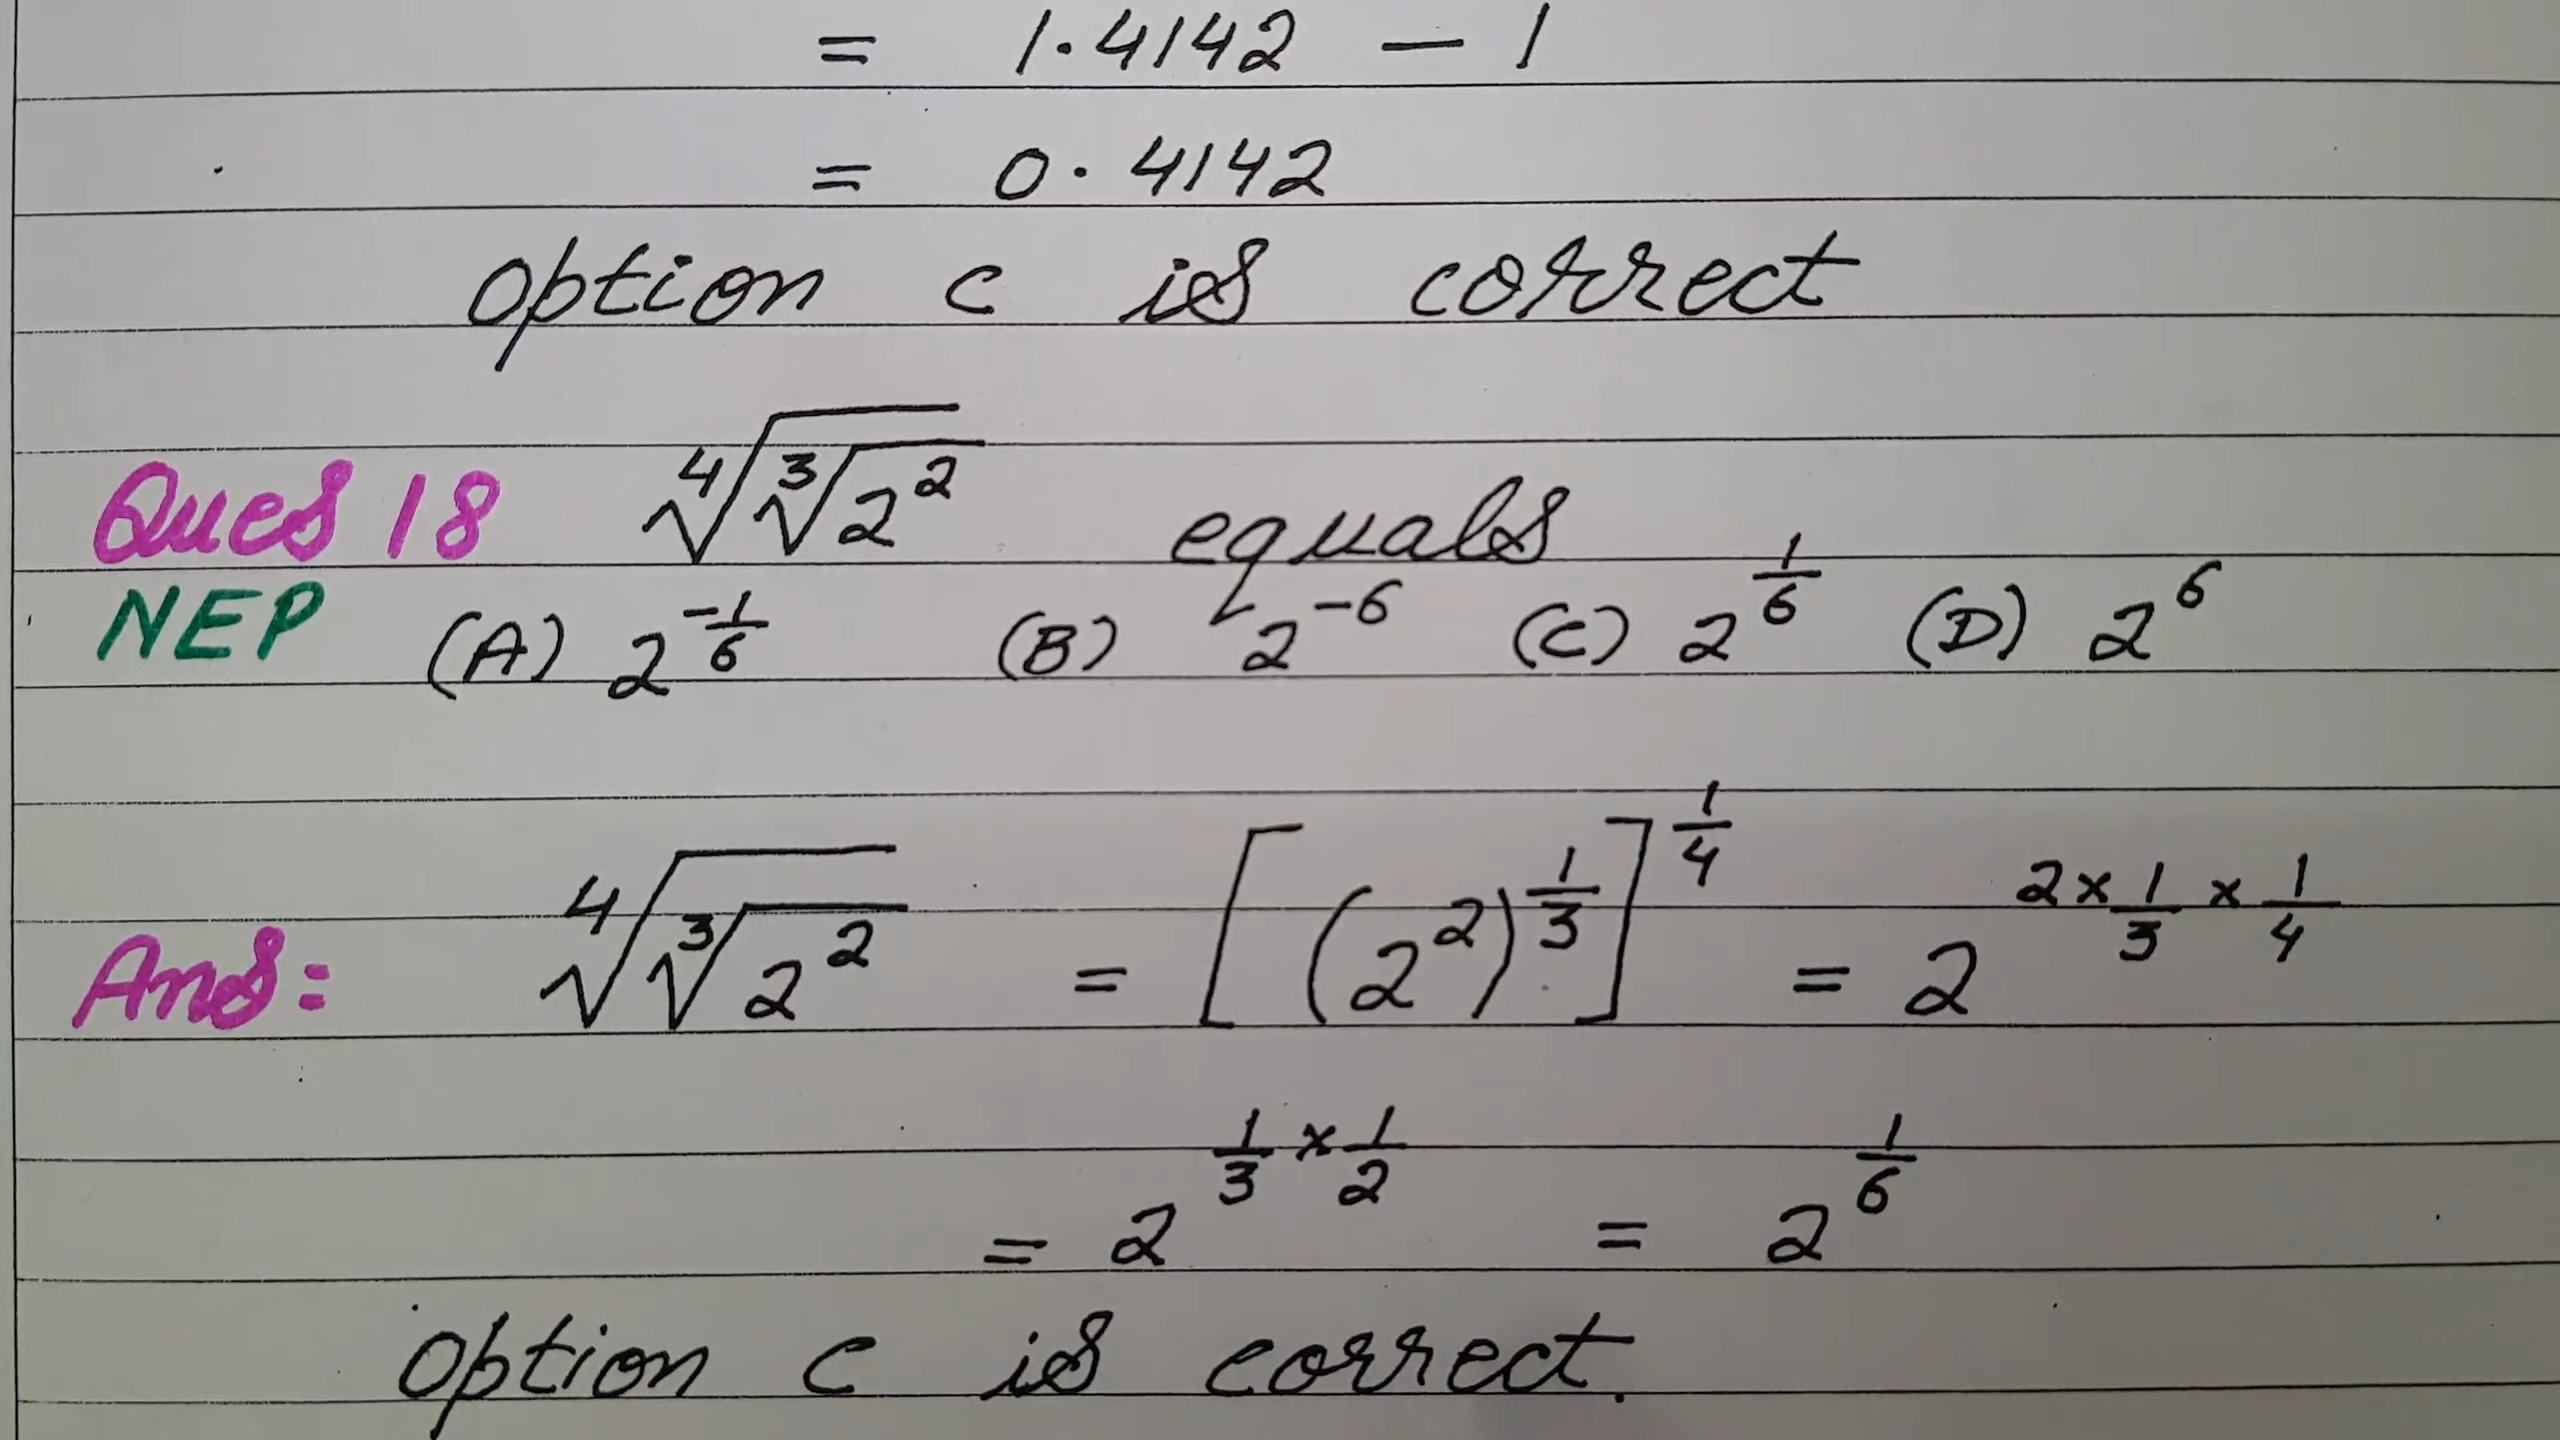 = 1.4142 − 1
= 0.4142
option c is correct
Ques 18 ∜(∛(2²)) equals
NEP (A) 2^(-1/6) (B) 2^(-6) (C) 2^(1/6) (D) 2^6
Ans: ∜(∛(2²)) = [(2²)^(1/3)]^(1/4) = 2^(2×1/3×1/4)
= 2^(1/3×1/2) = 2^(1/6)
option c is correct.